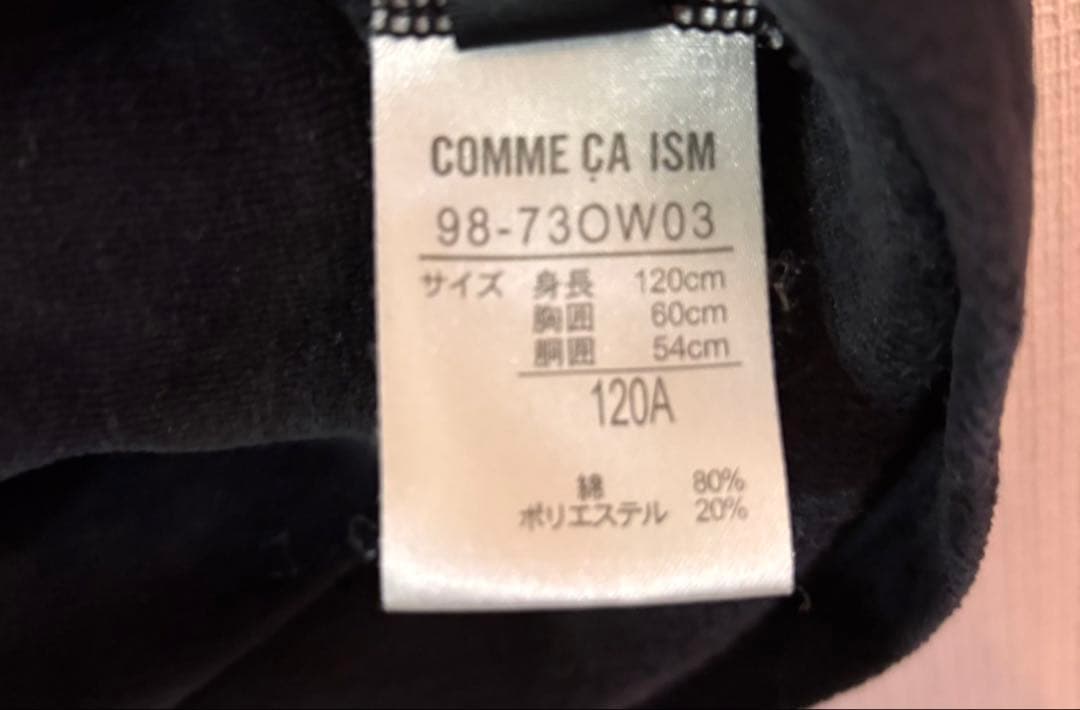 COMME ÇA ISM
98-73OW03
サイズ 身長 120cm
胸囲 60cm
胴囲 54cm
120A
綿 80%
ポリエステル 20%